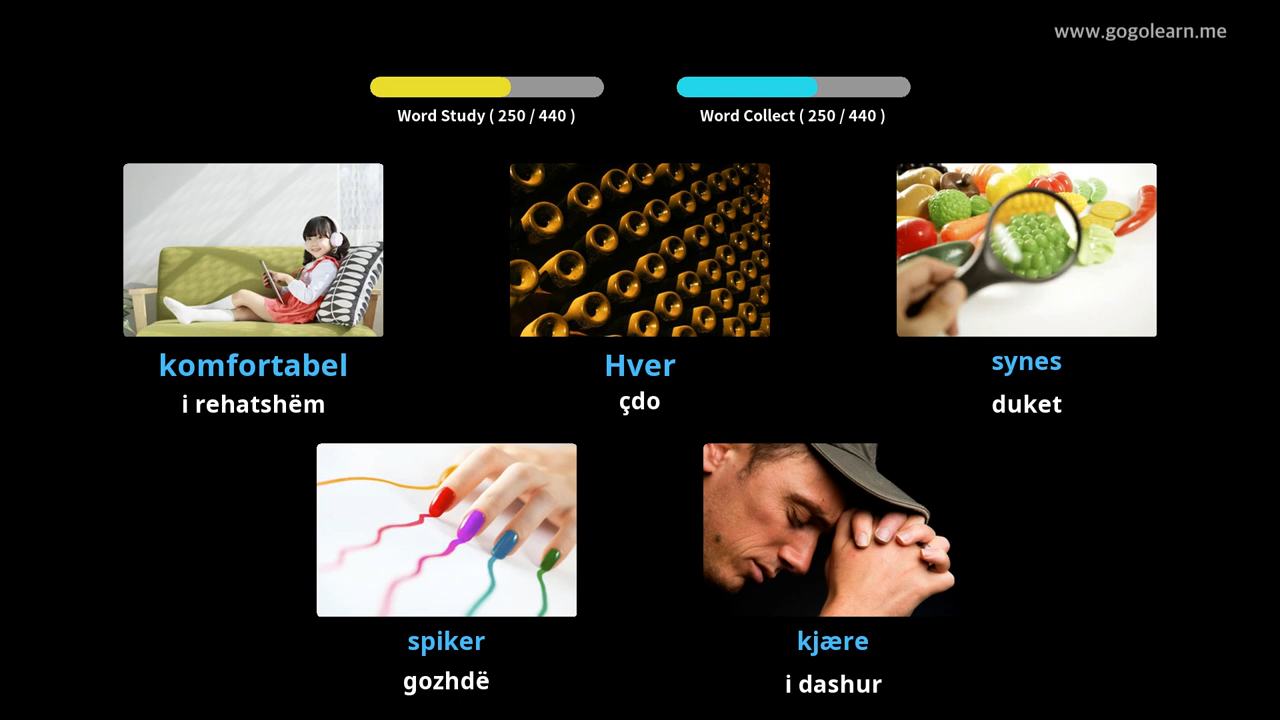 www.gogolearn.me
Word Study ( 250 / 440 )
Word Collect ( 250 / 440 )
komfortabel
i rehatshëm
Hver
çdo
synes
duket
spiker
gozhdë
kjære
i dashur